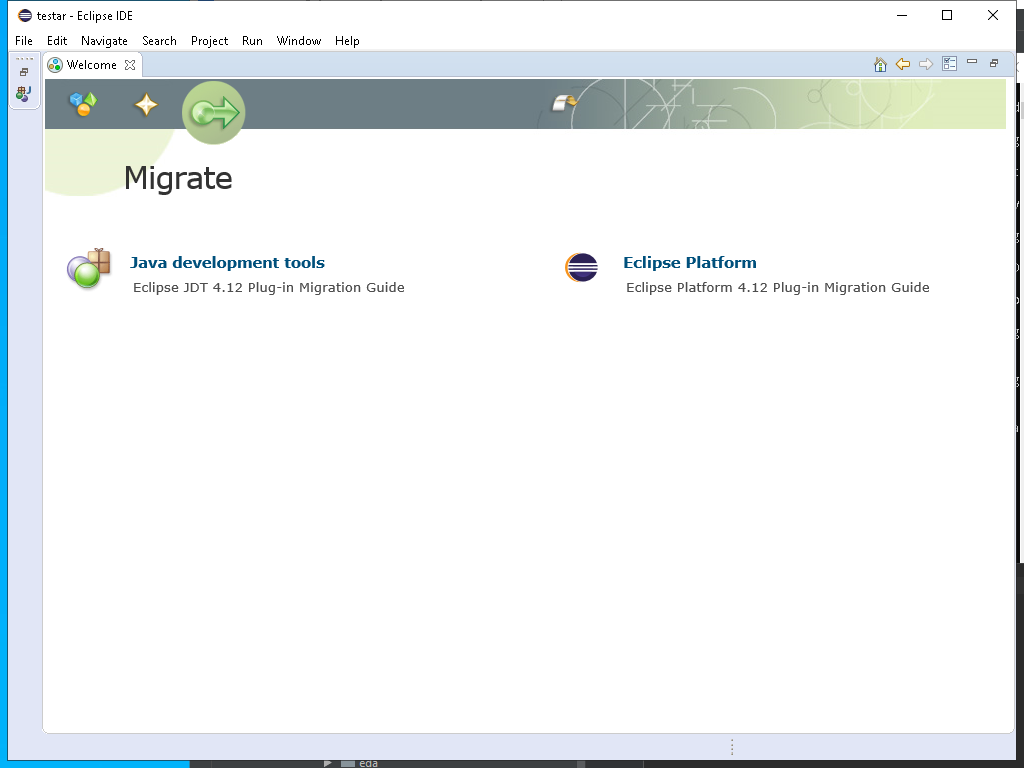 testar - Eclipse IDE
File Edit Navigate Search Project Run Window Help
Welcome
Migrate
Java development tools
Eclipse JDT 4.12 Plug-in Migration Guide
Eclipse Platform
Eclipse Platform 4.12 Plug-in Migration Guide
eda